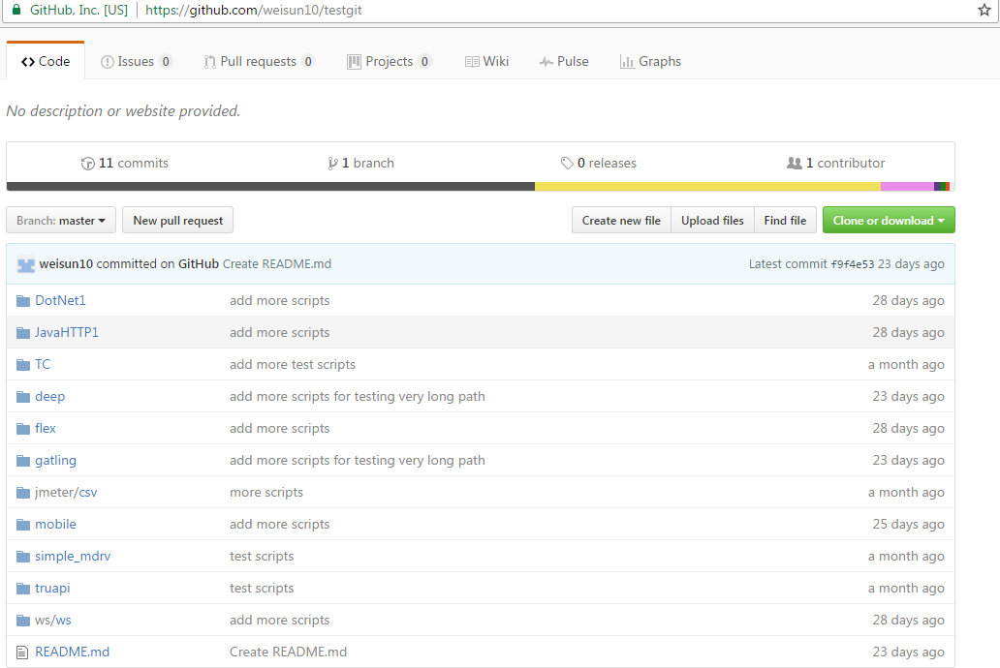 GitHub, Inc. [US] https://github.com/weisun10/testgit
Code Issues 0 Pull requests 0 Projects 0 Wiki Pulse Graphs
No description or website provided.
11 commits 1 branch 0 releases 1 contributor
Branch: master New pull request Create new file Upload files Find file Clone or download
weisun10 committed on GitHub Create README.md Latest commit f9f4e53 23 days ago
DotNet1 add more scripts 28 days ago
JavaHTTP1 add more scripts 28 days ago
TC add more test scripts a month ago
deep add more scripts for testing very long path 23 days ago
flex add more scripts 28 days ago
gatling add more scripts for testing very long path 23 days ago
jmeter/csv more scripts a month ago
mobile add more scripts 25 days ago
simple_mdrv test scripts a month ago
truapi test scripts a month ago
ws/ws add more scripts 28 days ago
README.md Create README.md 23 days ago